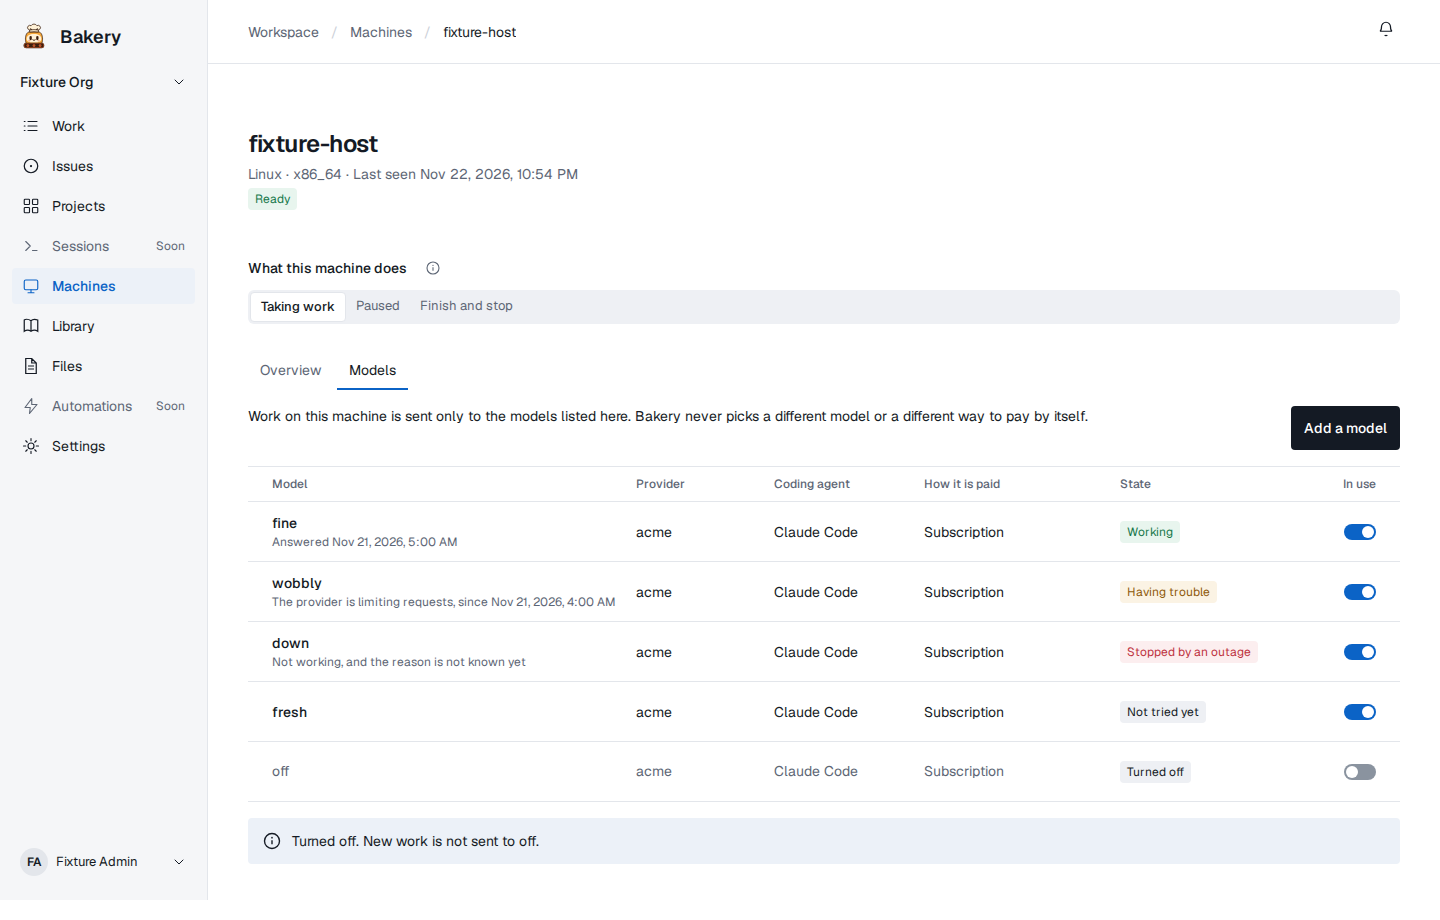 Bakery
Fixture Org
Work
Issues
Projects
Sessions Soon
Machines
Library
Files
Automations Soon
Settings
FA Fixture Admin
Workspace / Machines / fixture-host
fixture-host
Linux · x86_64 · Last seen Nov 22, 2026, 10:54 PM
Ready
What this machine does
Taking work Paused Finish and stop
Overview Models
Work on this machine is sent only to the models listed here. Bakery never picks a different model or a different way to pay by itself.
Add a model
Model Provider Coding agent How it is paid State In use
fine
Answered Nov 21, 2026, 5:00 AM
acme Claude Code Subscription Working
wobbly
The provider is limiting requests, since Nov 21, 2026, 4:00 AM
acme Claude Code Subscription Having trouble
down
Not working, and the reason is not known yet
acme Claude Code Subscription Stopped by an outage
fresh acme Claude Code Subscription Not tried yet
off acme Claude Code Subscription Turned off
Turned off. New work is not sent to off.